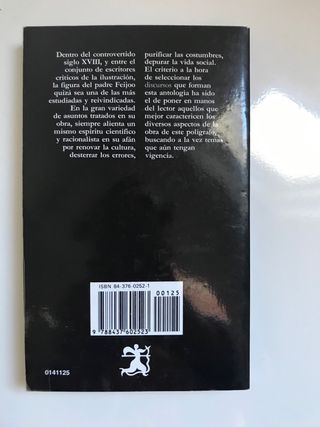 Dentro del controvertido
siglo XVIII, y entre el
conjunto de escritores
críticos de la ilustración,
la figura del padre Feijoo
quizá sea una de las más
estudiadas y reivindicadas.
En la gran variedad
de asuntos tratados en su
obra, siempre alienta un
mismo espíritu científico
y racionalista en su afán
por renovar la cultura,
desterrar los errores,
purificar las costumbres,
depurar la vida social.
El criterio a la hora
de seleccionar los
discursos que forman
esta antología ha sido
el de poner en manos
del lector aquellos que
mejor caractericen los
diversos aspectos de la
obra de este polígrafo,
buscando a la vez temas
que aún tengan
vigencia.
ISBN 84-376-0252-1
00125
9 788437 602523
0141125